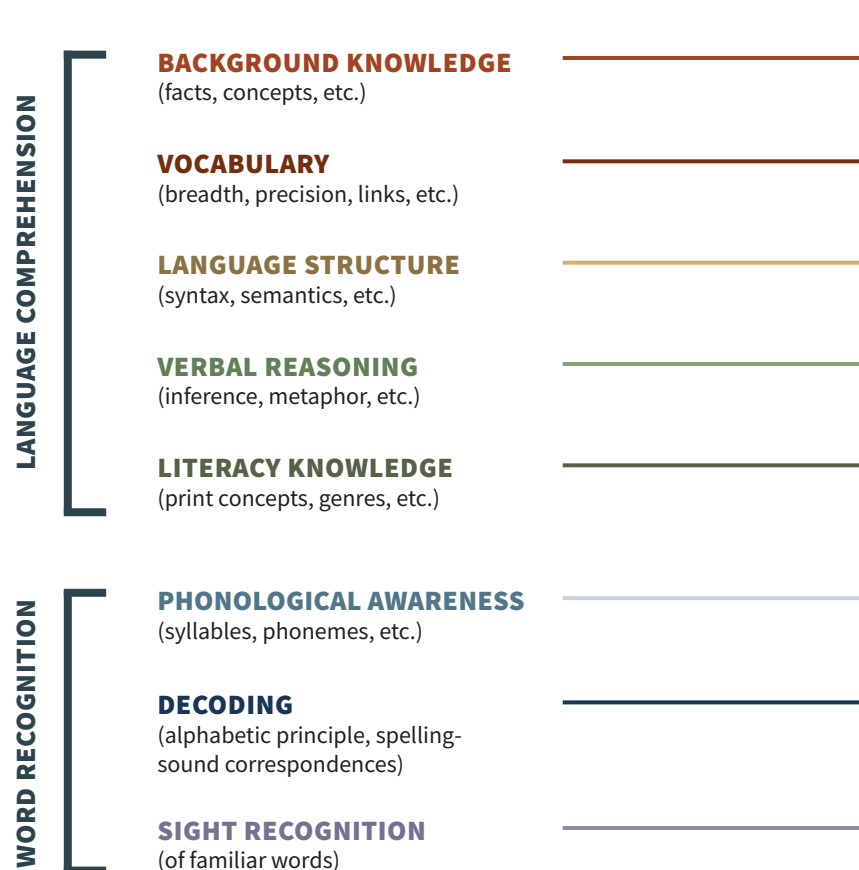 LANGUAGE COMPREHENSION
BACKGROUND KNOWLEDGE
(facts, concepts, etc.)
VOCABULARY
(breadth, precision, links, etc.)
LANGUAGE STRUCTURE
(syntax, semantics, etc.)
VERBAL REASONING
(inference, metaphor, etc.)
LITERACY KNOWLEDGE
(print concepts, genres, etc.)
WORD RECOGNITION
PHONOLOGICAL AWARENESS
(syllables, phonemes, etc.)
DECODING
(alphabetic principle, spelling-
sound correspondences)
SIGHT RECOGNITION
(of familiar words)